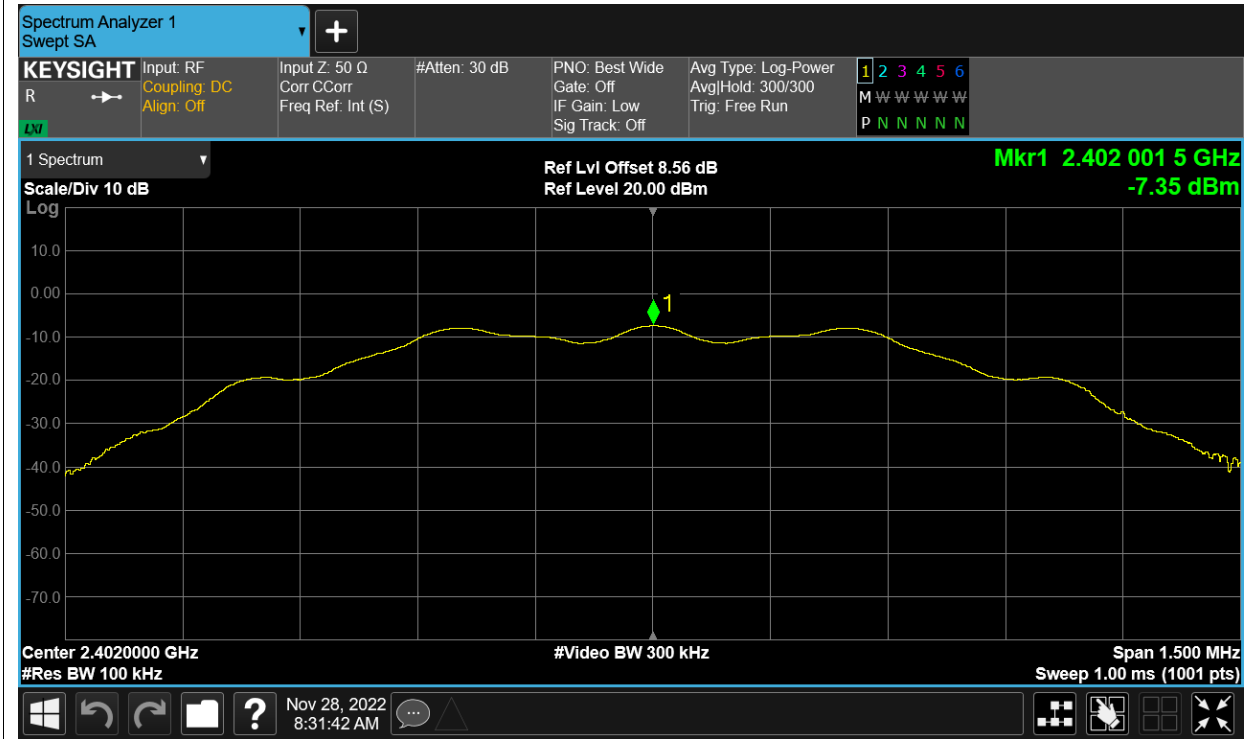 Spectrum Analyzer 1
Swept SA
KEYSIGHT
R
LXI
Input: RF
Coupling: DC
Align: Off
Input Z: 50 Ω
Corr CCorr
Freq Ref: Int (S)
#Atten: 30 dB
PNO: Best Wide
Gate: Off
IF Gain: Low
Sig Track: Off
Avg Type: Log-Power
Avg|Hold: 300/300
Trig: Free Run
1 2 3 4 5 6
M W W W W W
P N N N N N
1 Spectrum
Scale/Div 10 dB
Log
Ref Lvl Offset 8.56 dB
Ref Level 20.00 dBm
Mkr1 2.402 001 5 GHz
-7.35 dBm
10.0
0.00
-10.0
-20.0
-30.0
-40.0
-50.0
-60.0
-70.0
1
Center 2.4020000 GHz
#Res BW 100 kHz
#Video BW 300 kHz
Span 1.500 MHz
Sweep 1.00 ms (1001 pts)
?
Nov 28, 2022
8:31:42 AM